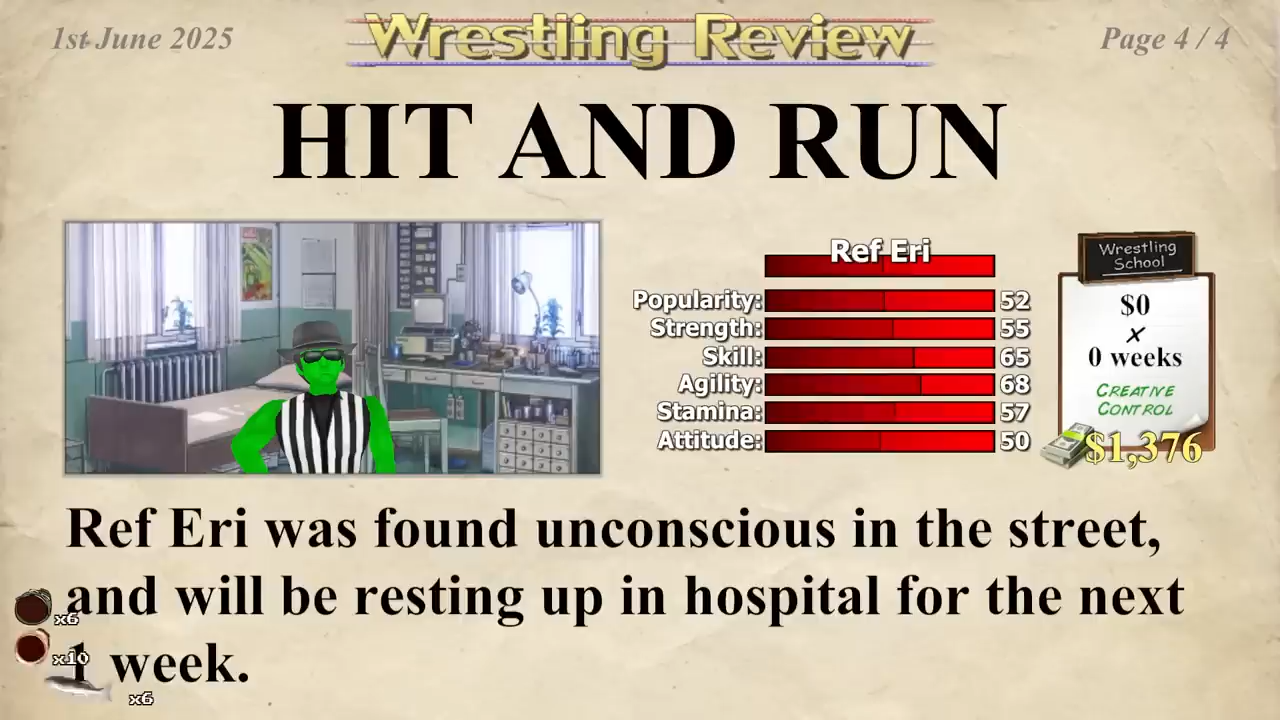 1st June 2025
Wrestling Review
Page 4 / 4
HIT AND RUN
Ref Eri
Popularity: 52
Strength: 55
Skill: 65
Agility: 68
Stamina: 57
Attitude: 50
Wrestling
School
$0
x
0 weeks
CREATIVE
CONTROL
$1,376
Ref Eri was found unconscious in the street,
and will be resting up in hospital for the next
1 week.
x6
x10
x6